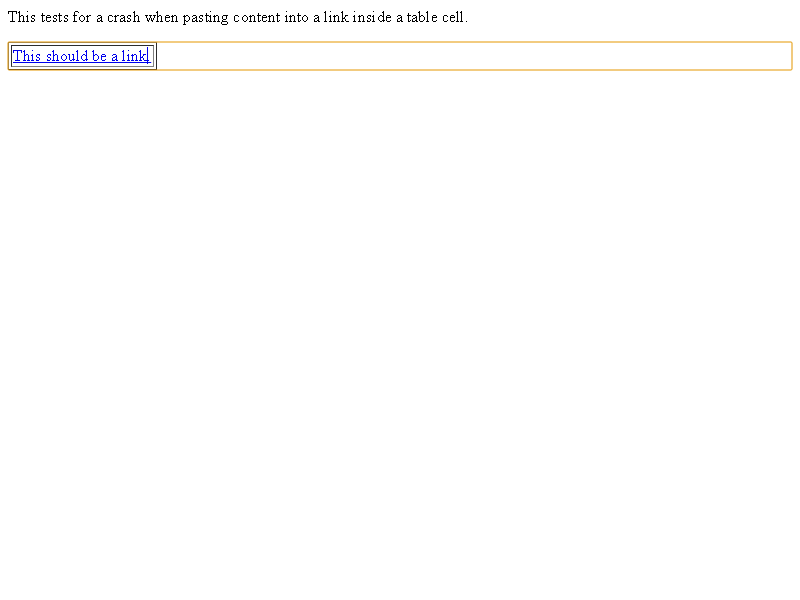 This tests for a crash when pasting content into a link inside a table cell.
This should be a link